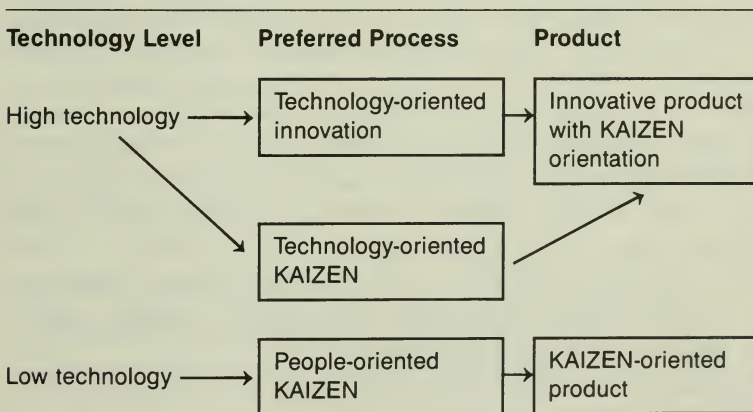 Technology Level Preferred Process Product
High technology
Technology-oriented
innovation
Innovative product
with KAIZEN
orientation
Technology-oriented
KAIZEN
Low technology
People-oriented
KAIZEN
KAIZEN-oriented
product